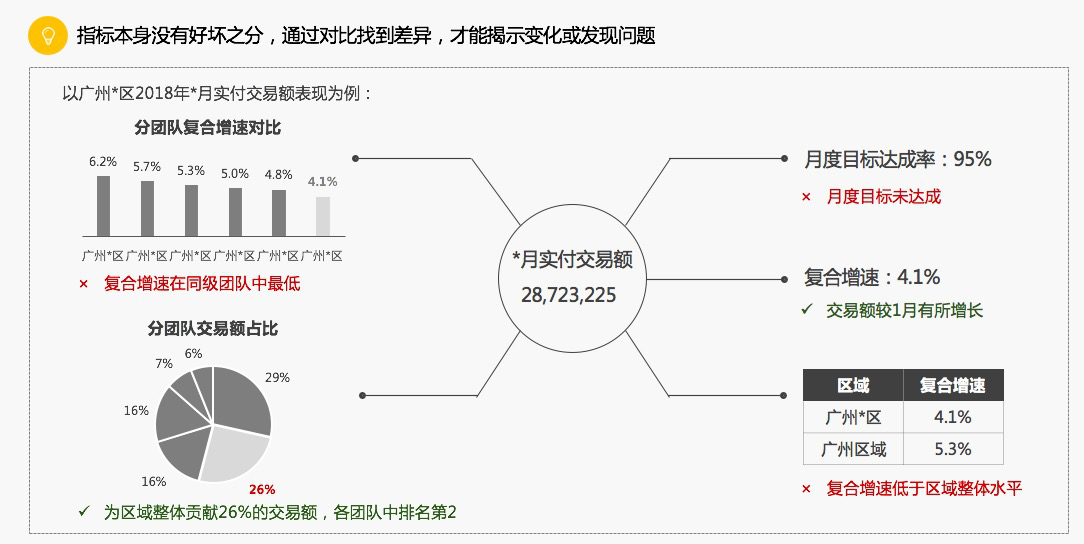 指标本身没有好坏之分，通过对比找到差异，才能揭示变化或发现问题
以广州*区2018年*月实付交易额表现为例：
分团队复合增速对比
6.2% 5.7% 5.3% 5.0% 4.8% 4.1%
广州*区 广州*区 广州*区 广州*区 广州*区 广州*区
× 复合增速在同级团队中最低
分团队交易额占比
6%
7%
29%
16%
16%
26%
✓ 为区域整体贡献26%的交易额，各团队中排名第2
*月实付交易额
28,723,225
月度目标达成率：95%
× 月度目标未达成
复合增速：4.1%
✓ 交易额较1月有所增长
区域 复合增速
广州*区 4.1%
广州区域 5.3%
× 复合增速低于区域整体水平